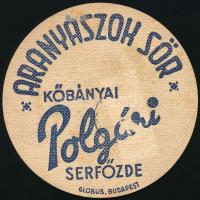 ARANYÁSZOK SÖR
KŐBÁNYAI
Polgári
SERFŐZDE
GLOBUS, BUDAPEST